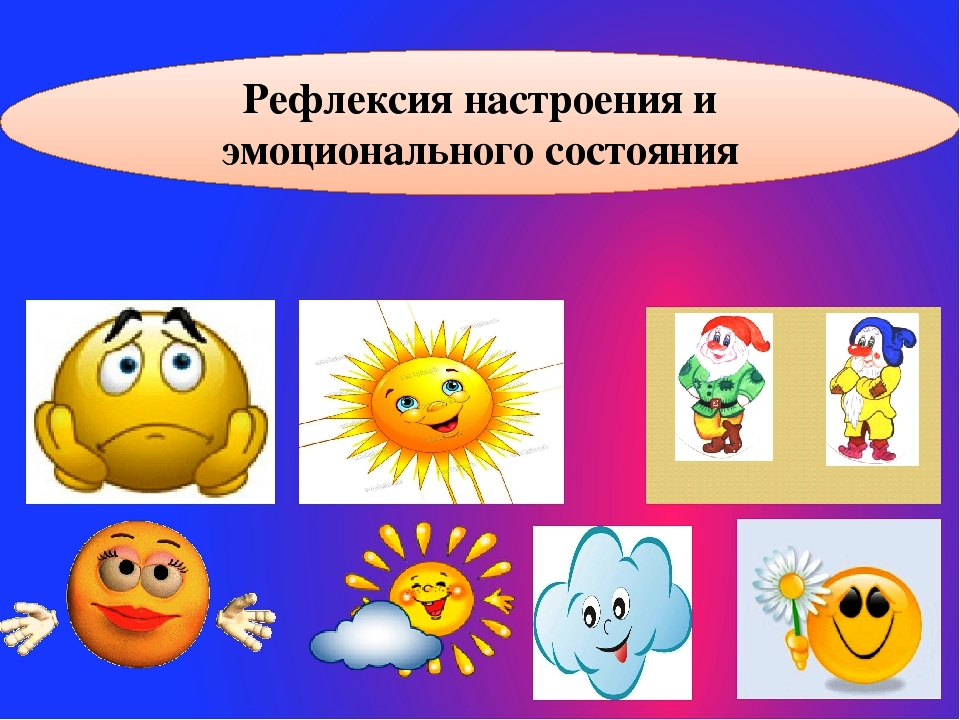 Рефлексия настроения и
эмоционального состояния